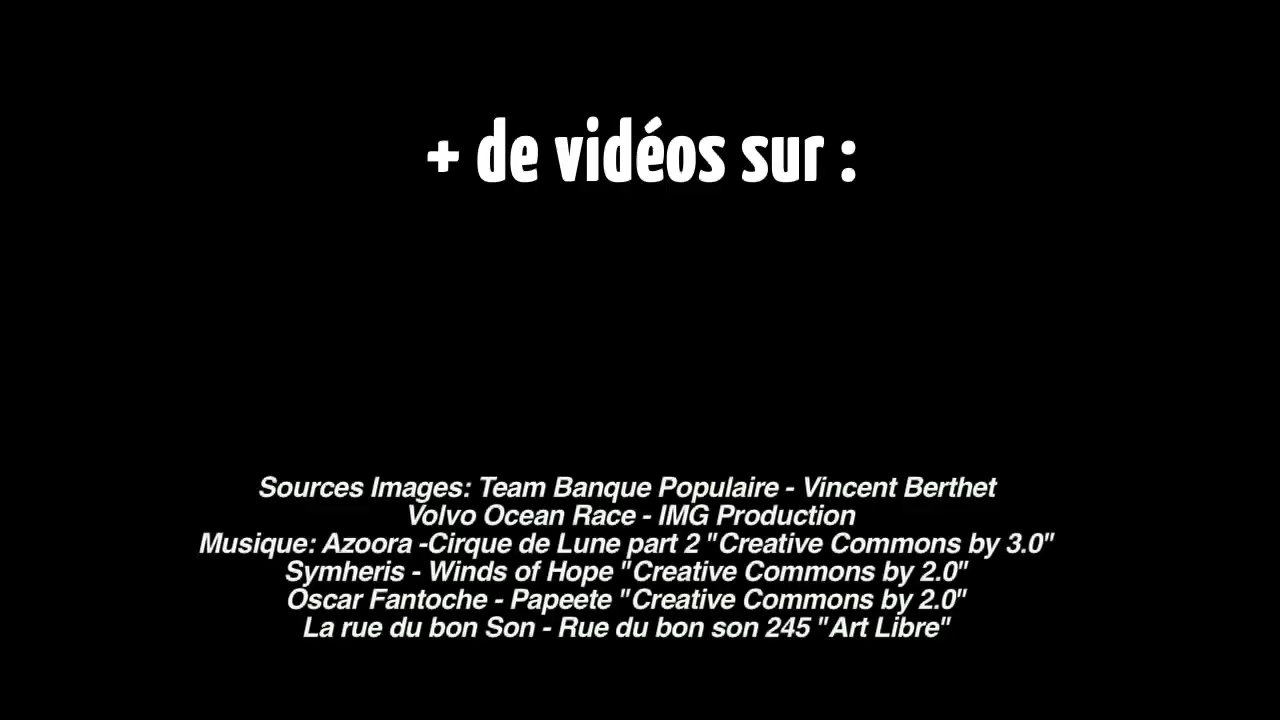 + de vidéos sur :
Sources Images: Team Banque Populaire - Vincent Berthet
Volvo Ocean Race - IMG Production
Musique: Azoora -Cirque de Lune part 2 "Creative Commons by 3.0"
Symheris - Winds of Hope "Creative Commons by 2.0"
Oscar Fantoche - Papeete "Creative Commons by 2.0"
La rue du bon Son - Rue du bon son 245 "Art Libre"